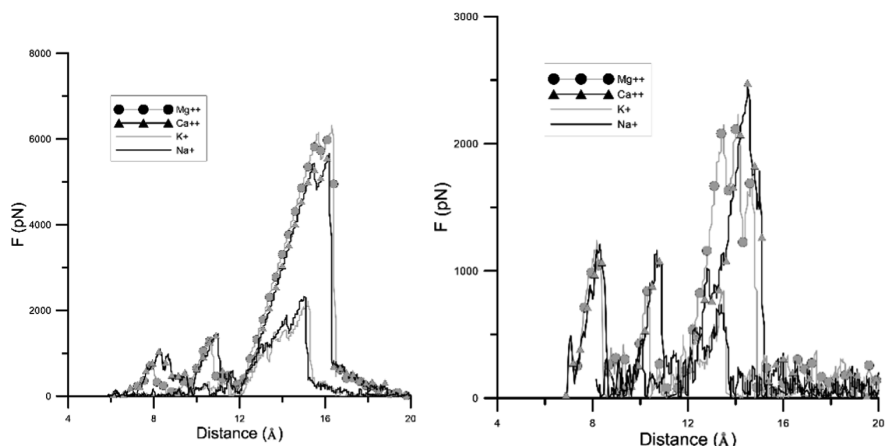 8000
6000
4000
2000
0
F (pN)
Mg++
Ca++
K+
Na+
4
8
12
16
20
Distance (Å)
3000
2000
1000
0
F (pN)
Mg++
Ca++
K+
Na+
4
8
12
16
20
Distance (Å)